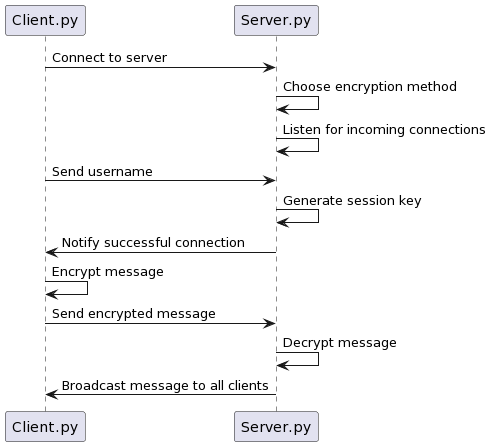 Client.py Server.py
Connect to server
Choose encryption method
Listen for incoming connections
Send username
Generate session key
Notify successful connection
Encrypt message
Send encrypted message
Decrypt message
Broadcast message to all clients
Client.py Server.py